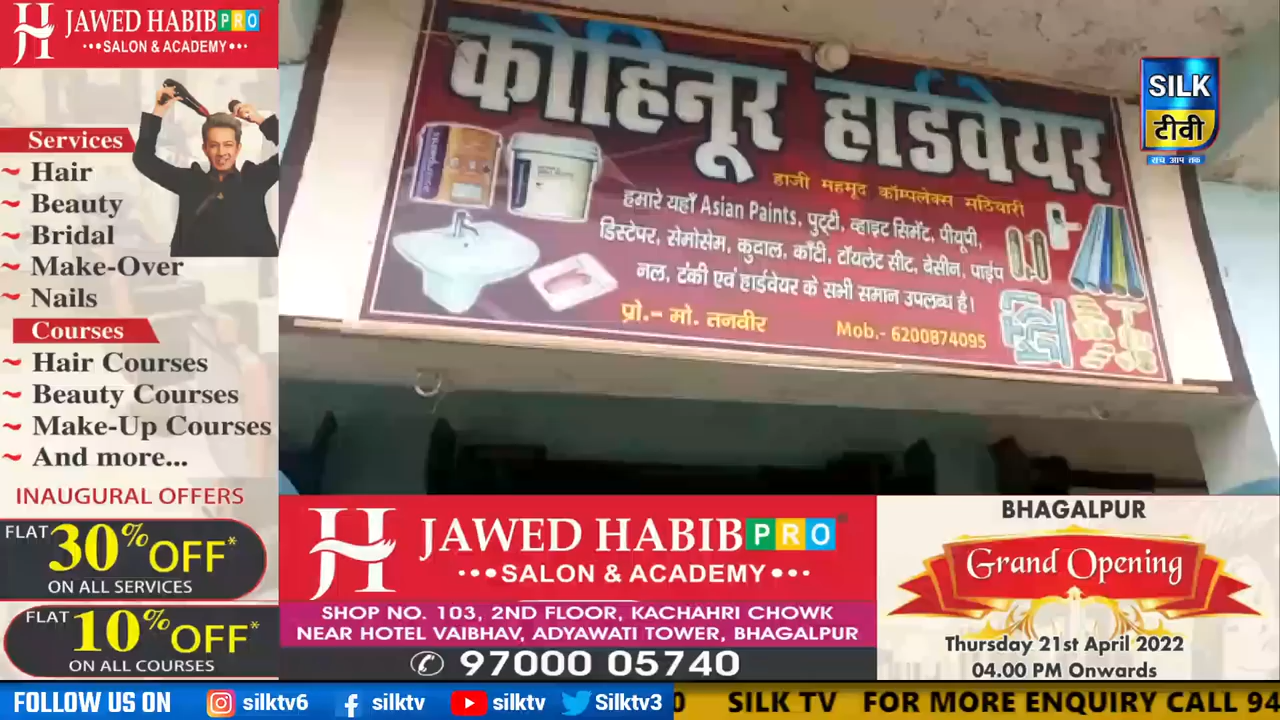 JAWED HABIB PRO
SALON & ACADEMY
Services
~ Hair
~ Beauty
~ Bridal
~ Make-Over
~ Nails
Courses
~ Hair Courses
~ Beauty Courses
~ Make-Up Courses
~ And more...
INAUGURAL OFFERS
FLAT 30% OFF*
ON ALL SERVICES
FLAT 10% OFF*
ON ALL COURSES
कोहिनूर हार्डवेयर
हाजी महमूद कॉम्पलेक्स मठियारी
हमारे यहाँ Asian Paints, पुट्टी, व्हाइट सिमेंट, पीयूपी,
डिस्टेपर, सेमोसेम, कुदाल, काँटी, टॉयलेट सीट, बेसीन, पाईप
नल, टंकी एवं हार्डवेयर के सभी समान उपलब्ध है।
प्रो.- मो. तनवीर
Mob.- 6200874095
SILK
टीवी
सच आप तक
JAWED HABIB PRO
SALON & ACADEMY
SHOP NO. 103, 2ND FLOOR, KACHAHRI CHOWK
NEAR HOTEL VAIBHAV, ADYAWATI TOWER, BHAGALPUR
97000 05740
BHAGALPUR
Grand Opening
Thursday 21st April 2022
04.00 PM Onwards
FOLLOW US ON silktv6 silktv silktv Silktv3
0 SILK TV FOR MORE ENQUIRY CALL 94